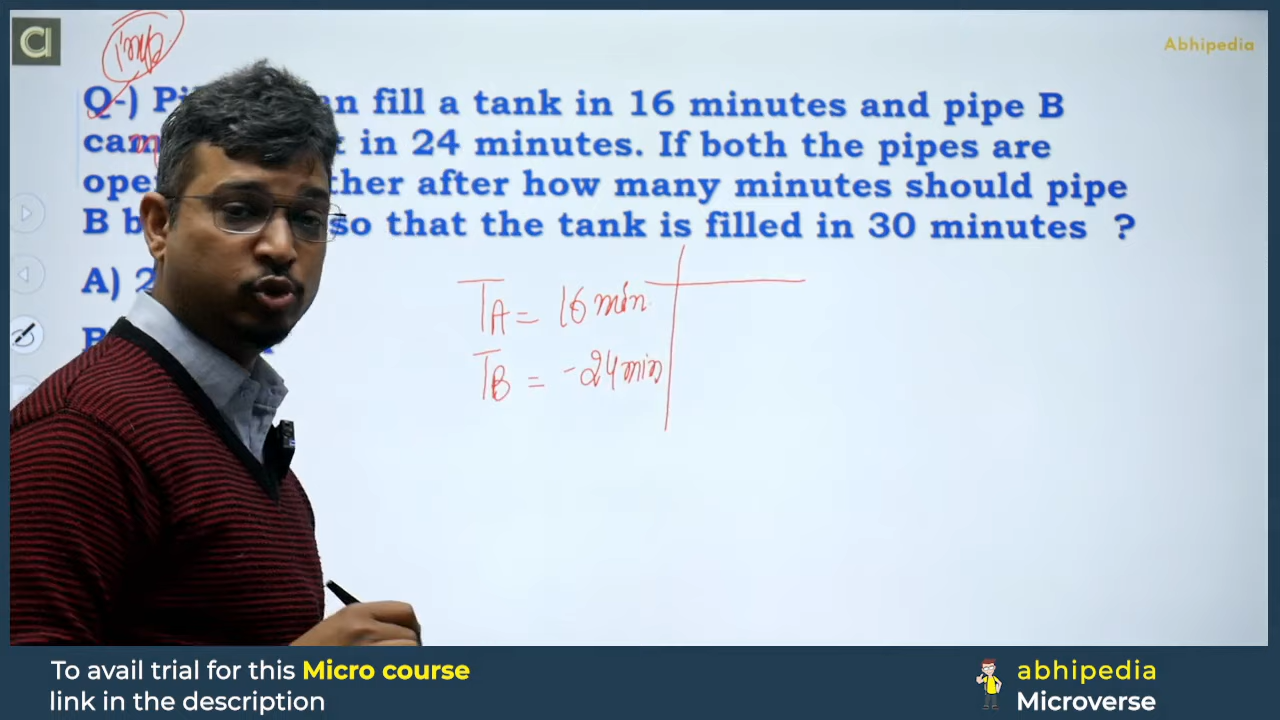 Imp
Abhipedia
Q-) Pi an fill a tank in 16 minutes and pipe B
can t in 24 minutes. If both the pipes are
ope ther after how many minutes should pipe
B b so that the tank is filled in 30 minutes ?
A) 2
TA = 16 min
TB = -24 min
To avail trial for this Micro course
link in the description
abhipedia
Microverse